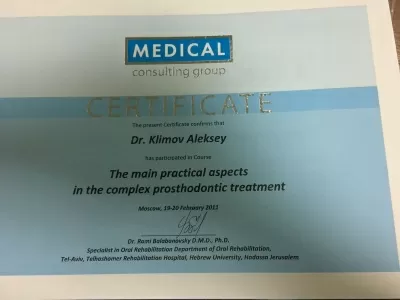 MEDICAL
consulting group
CERTIFICATE
The present Certificate confirms that
Dr. Klimov Aleksey
has participated in Course
The main practical aspects
in the complex prosthodontic treatment
Moscow, 19-20 February 2011
Dr. Rami Balabanovsky D.M.D., Ph.D.
Specialist in Oral Rehabilitation Department of Oral Rehabilitation,
Tel-Aviv, Telhashomer Rehabilitation Hospital, Hebrew University, Hadassa Jerusalem